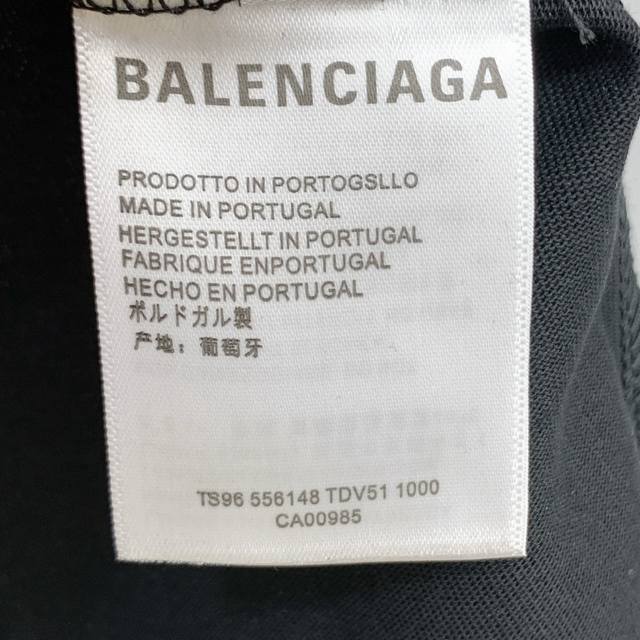 BALENCIAGA
PRODOTTO IN PORTOGSLLO
MADE IN PORTUGAL
HERGESTELLT IN PORTUGAL
FABRIQUE ENPORTUGAL
HECHO EN PORTUGAL
ボルドガル製
产地：葡萄牙
TS96 556148 TDV51 1000
CA00985